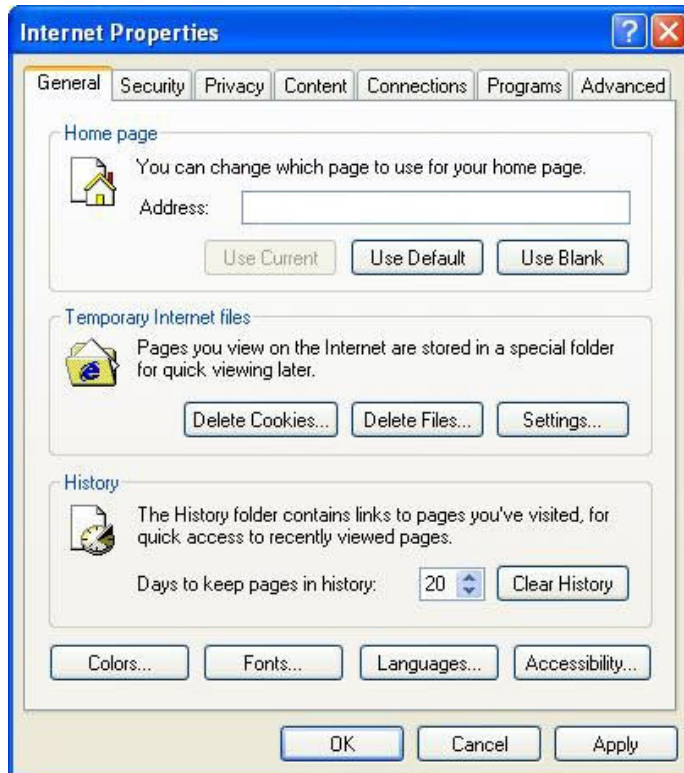 Internet Properties
General Security Privacy Content Connections Programs Advanced
Home page
You can change which page to use for your home page.
Address:
Use Current Use Default Use Blank
Temporary Internet files
Pages you view on the Internet are stored in a special folder
for quick viewing later.
Delete Cookies... Delete Files... Settings...
History
The History folder contains links to pages you've visited, for
quick access to recently viewed pages.
Days to keep pages in history: 20 Clear History
Colors... Fonts... Languages... Accessibility...
OK Cancel Apply